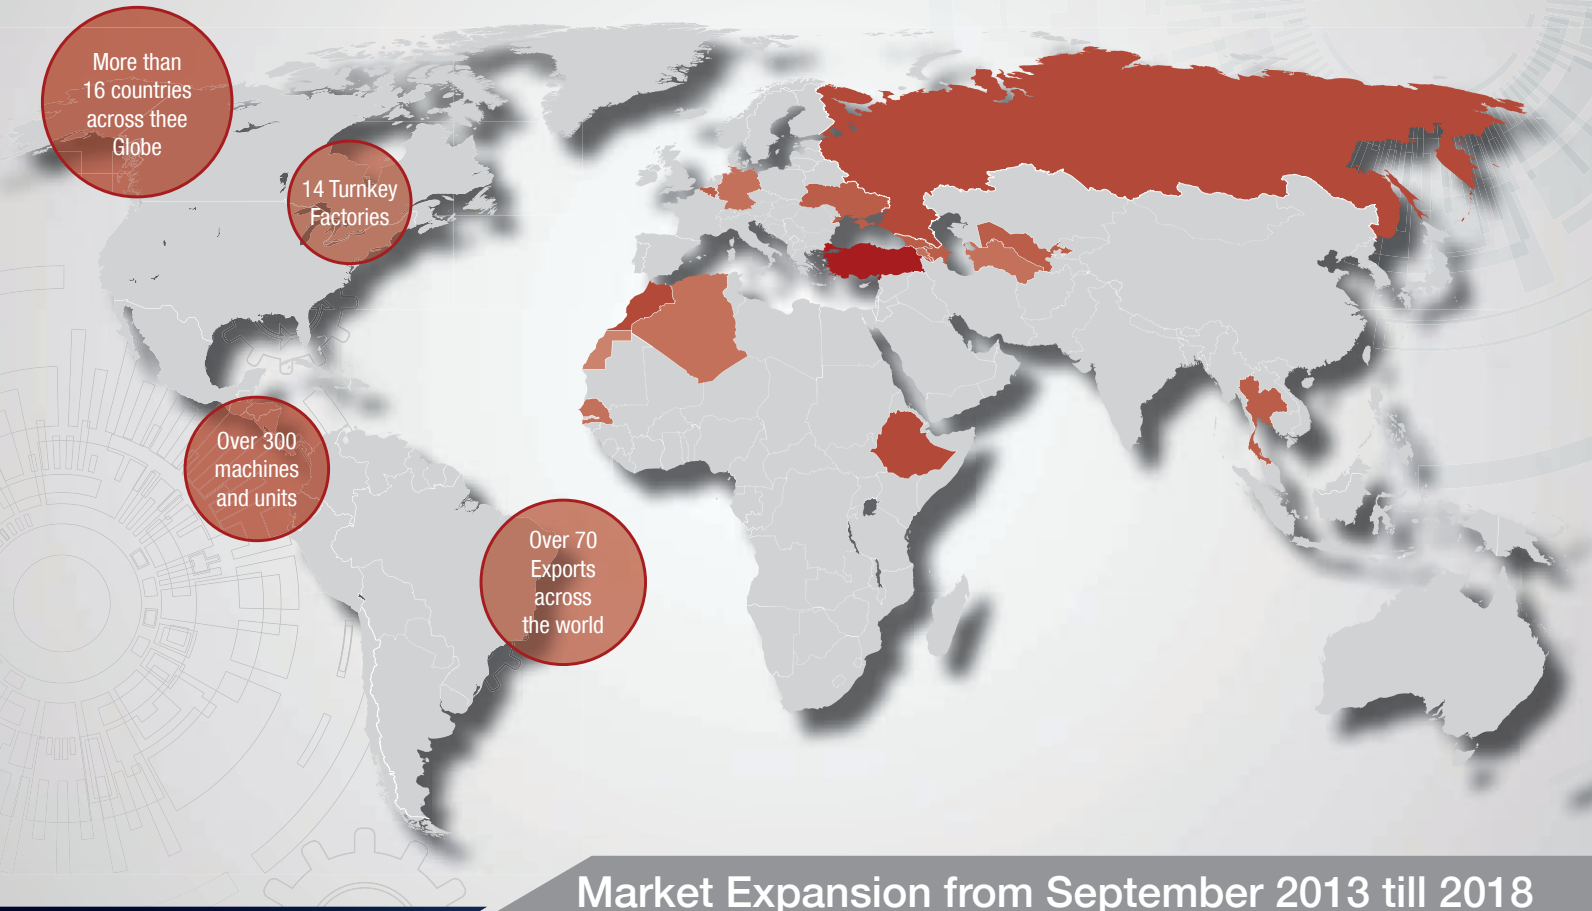 More than
16 countries
across thee
Globe
14 Turnkey
Factories
Over 300
machines
and units
Over 70
Exports
across
the world
Market Expansion from September 2013 till 2018